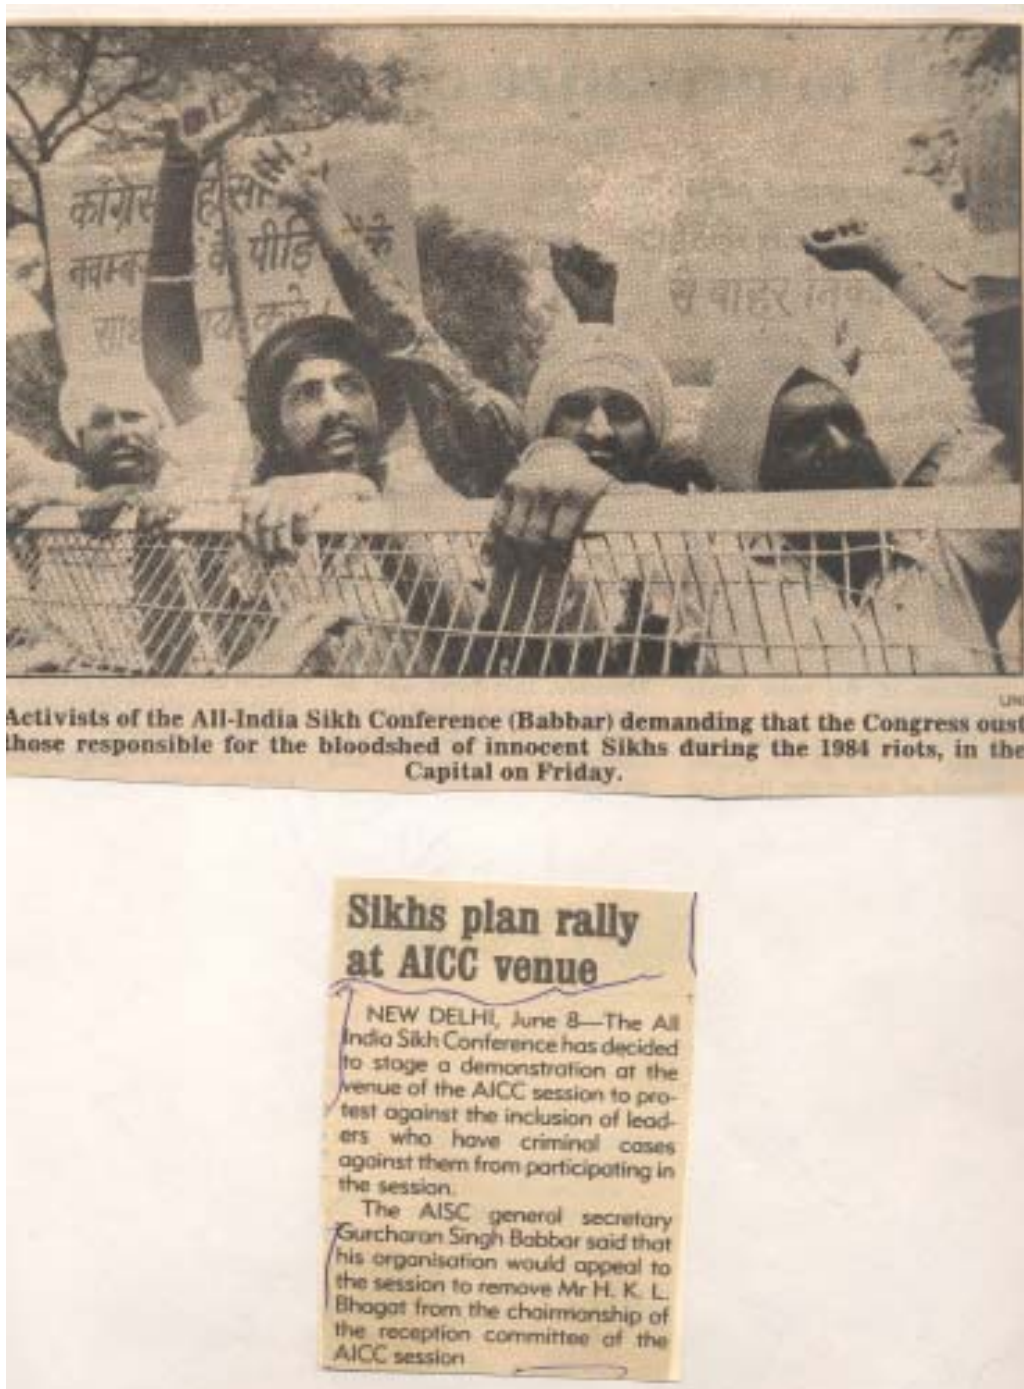 कांग्रेस
नवम्बर के पीड़ि के
करे!
से बाहर
UNI
Activists of the All-India Sikh Conference (Babbar) demanding that the Congress oust
those responsible for the bloodshed of innocent Sikhs during the 1984 riots, in the
Capital on Friday.
Sikhs plan rally
at AICC venue
NEW DELHI, June 8—The All
India Sikh Conference has decided
to stage a demonstration at the
venue of the AICC session to pro-
test against the inclusion of lead-
ers who have criminal cases
against them from participating in
the session.
The AISC general secretary
Gurcharan Singh Babbar said that
his organisation would appeal to
the session to remove Mr H. K. L.
Bhagat from the chairmanship of
the reception committee of the
AICC session